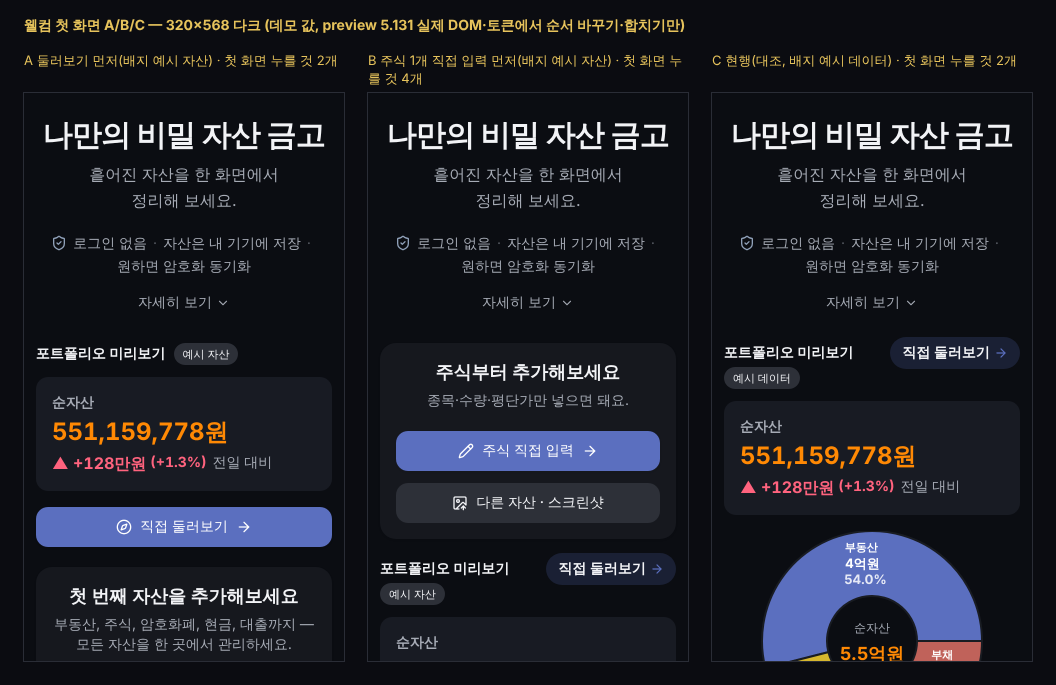 웰컴 첫 화면 A/B/C — 320×568 다크 (데모 값, preview 5.131 실제 DOM·토큰에서 순서 바꾸기·합치기만)
A 둘러보기 먼저(배지 예시 자산) · 첫 화면 누를 것 2개
나만의 비밀 자산 금고
흩어진 자산을 한 화면에서
정리해 보세요.
로그인 없음 · 자산은 내 기기에 저장 ·
원하면 암호화 동기화
자세히 보기
포트폴리오 미리보기 예시 자산
순자산
551,159,778원
▲ +128만원 (+1.3%) 전일 대비
직접 둘러보기 →
첫 번째 자산을 추가해보세요
부동산, 주식, 암호화폐, 현금, 대출까지 —
모든 자산을 한 곳에서 관리하세요.
B 주식 1개 직접 입력 먼저(배지 예시 자산) · 첫 화면 누
를 것 4개
나만의 비밀 자산 금고
흩어진 자산을 한 화면에서
정리해 보세요.
로그인 없음 · 자산은 내 기기에 저장 ·
원하면 암호화 동기화
자세히 보기
주식부터 추가해보세요
종목·수량·평단가만 넣으면 돼요.
주식 직접 입력 →
다른 자산 · 스크린샷
포트폴리오 미리보기 직접 둘러보기 →
예시 자산
순자산
C 현행(대조, 배지 예시 데이터) · 첫 화면 누를 것 2개
나만의 비밀 자산 금고
흩어진 자산을 한 화면에서
정리해 보세요.
로그인 없음 · 자산은 내 기기에 저장 ·
원하면 암호화 동기화
자세히 보기
포트폴리오 미리보기 직접 둘러보기 →
예시 데이터
순자산
551,159,778원
▲ +128만원 (+1.3%) 전일 대비
부동산
4억원
54.0%
순자산
5.5억원
부채